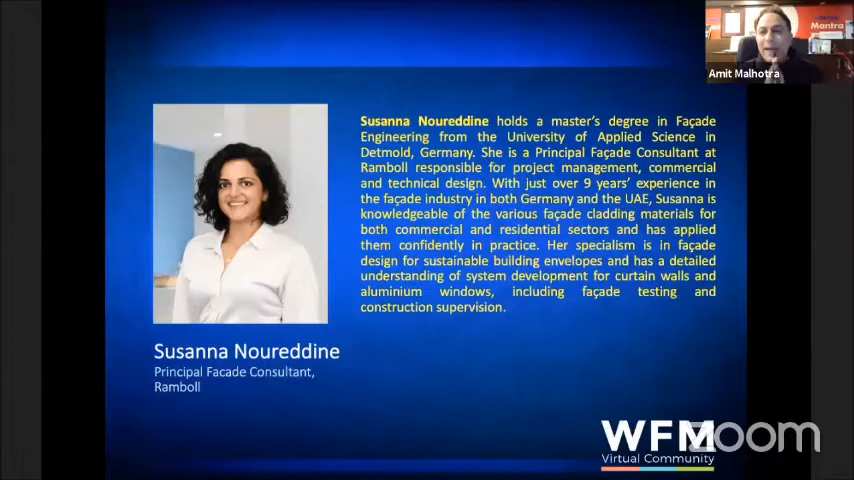 Mantra
Amit Malhotra
Susanna Noureddine holds a master's degree in Façade
Engineering from the University of Applied Science in
Detmold, Germany. She is a Principal Façade Consultant at
Ramboll responsible for project management, commercial
and technical design. With just over 9 years' experience in
the façade industry in both Germany and the UAE, Susanna is
knowledgeable of the various façade cladding materials for
both commercial and residential sectors and has applied
them confidently in practice. Her specialism is in façade
design for sustainable building envelopes and has a detailed
understanding of system development for curtain walls and
aluminium windows, including façade testing and
construction supervision.
Susanna Noureddine
Principal Facade Consultant,
Ramboll
WFM
zoom
Virtual Community